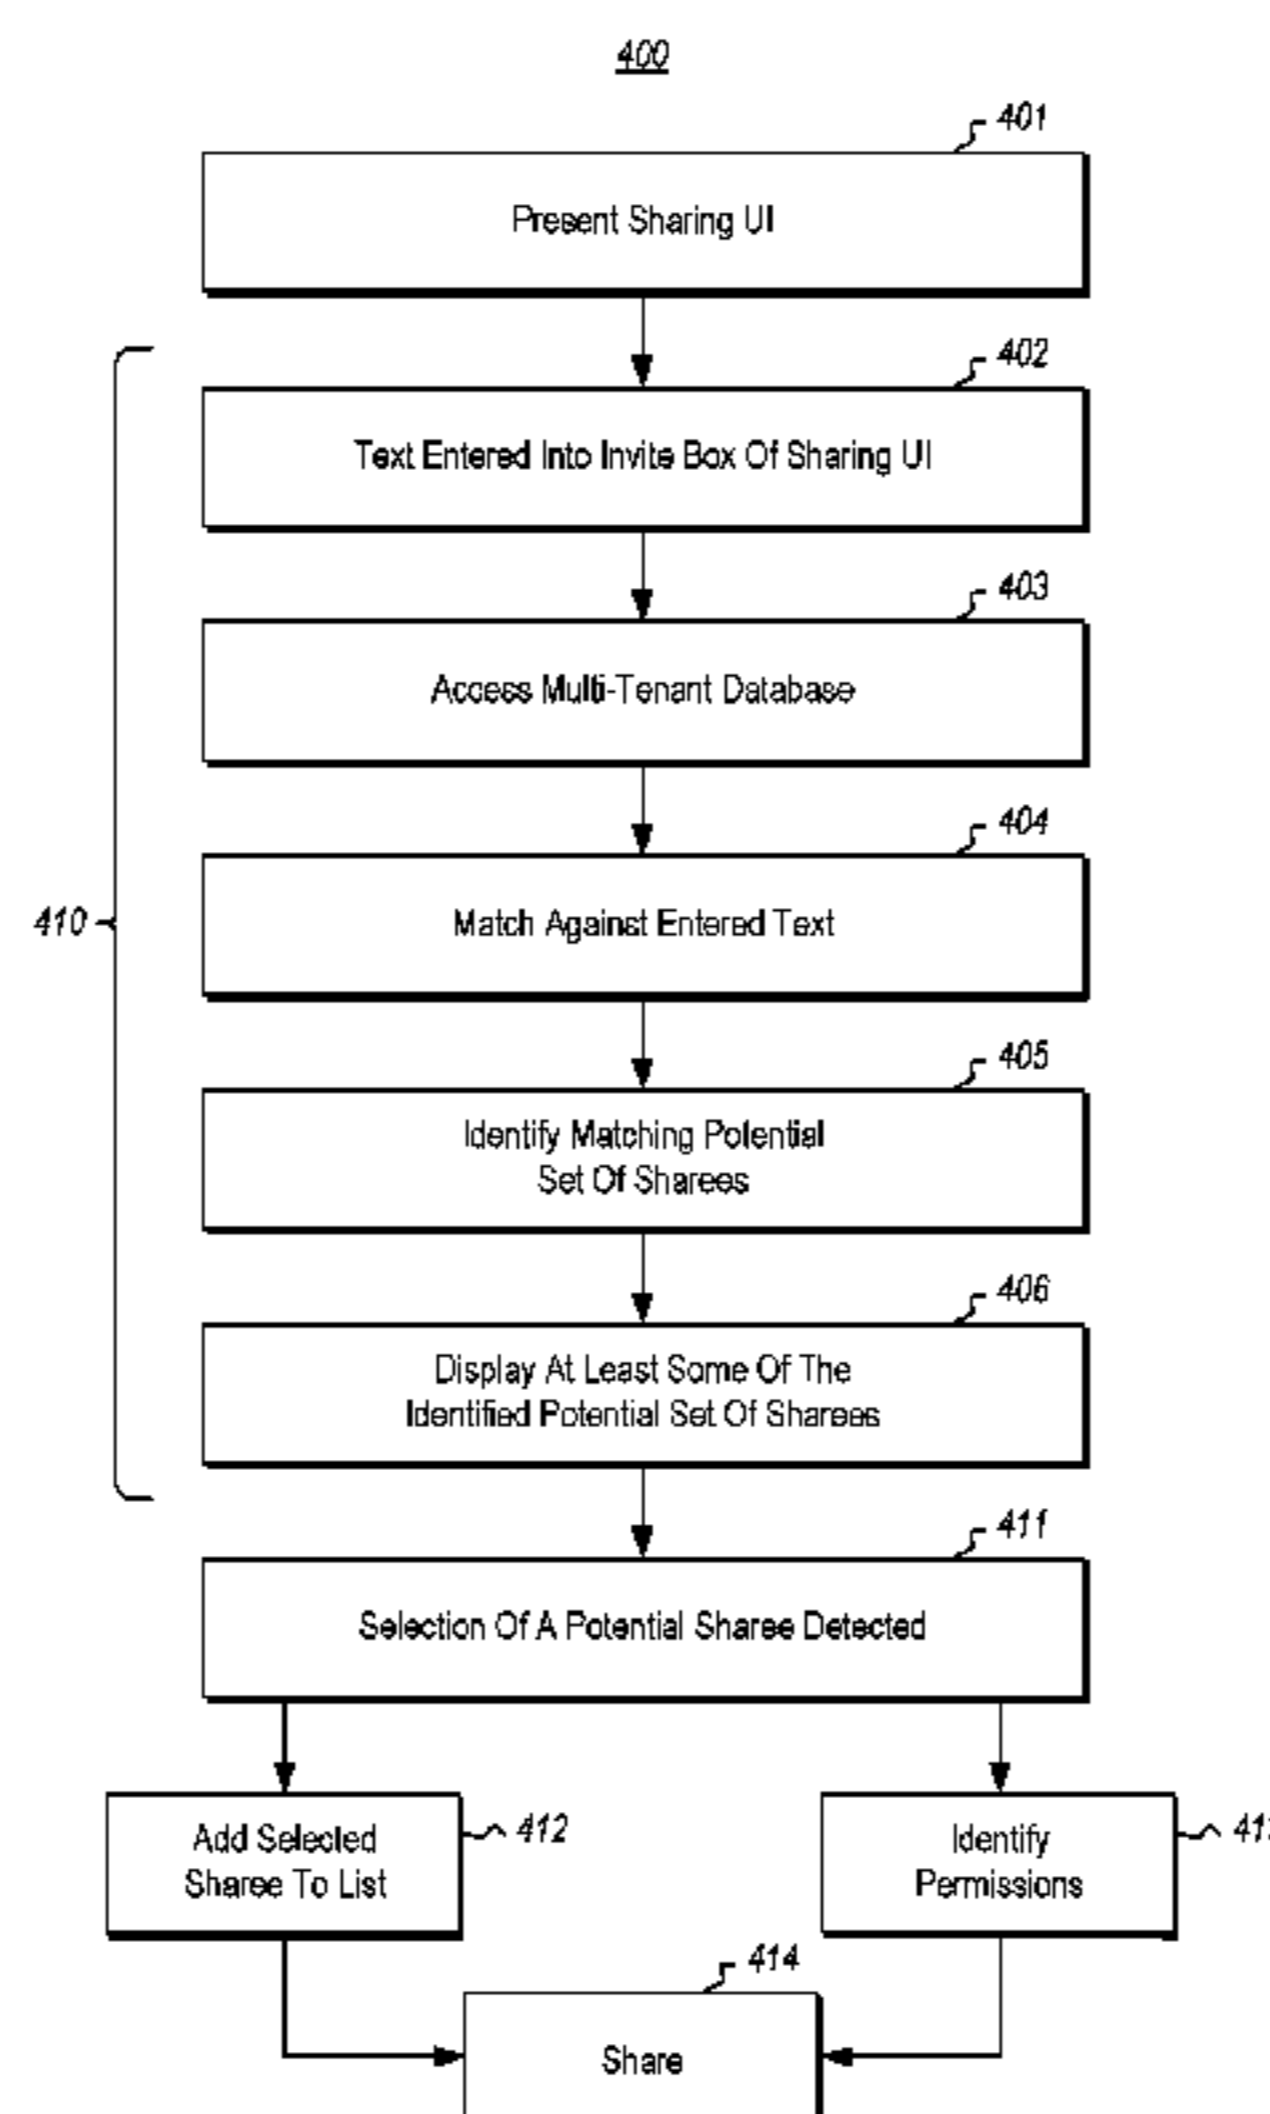 400
401
Present Sharing UI
402
Text Entered Into Invite Box Of Sharing UI
403
Access Multi-Tenant Database
404
Match Against Entered Text
410
405
Identify Matching Potential
Set Of Sharees
406
Display At Least Some Of The
Identified Potential Set Of Sharees
411
Selection Of A Potential Sharee Detected
Add Selected
Sharee To List
412
Identify
Permissions
414
Share